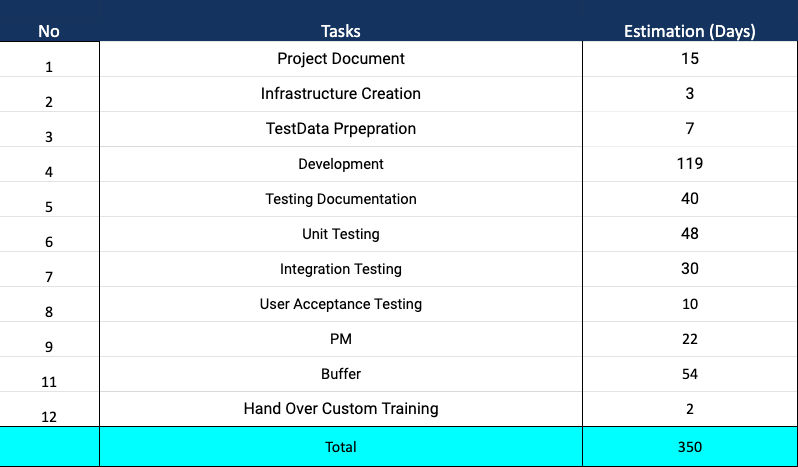 No Tasks Estimation (Days)
1 Project Document 15
2 Infrastructure Creation 3
3 TestData Prpepration 7
4 Development 119
5 Testing Documentation 40
6 Unit Testing 48
7 Integration Testing 30
8 User Acceptance Testing 10
9 PM 22
11 Buffer 54
12 Hand Over Custom Training 2
Total 350